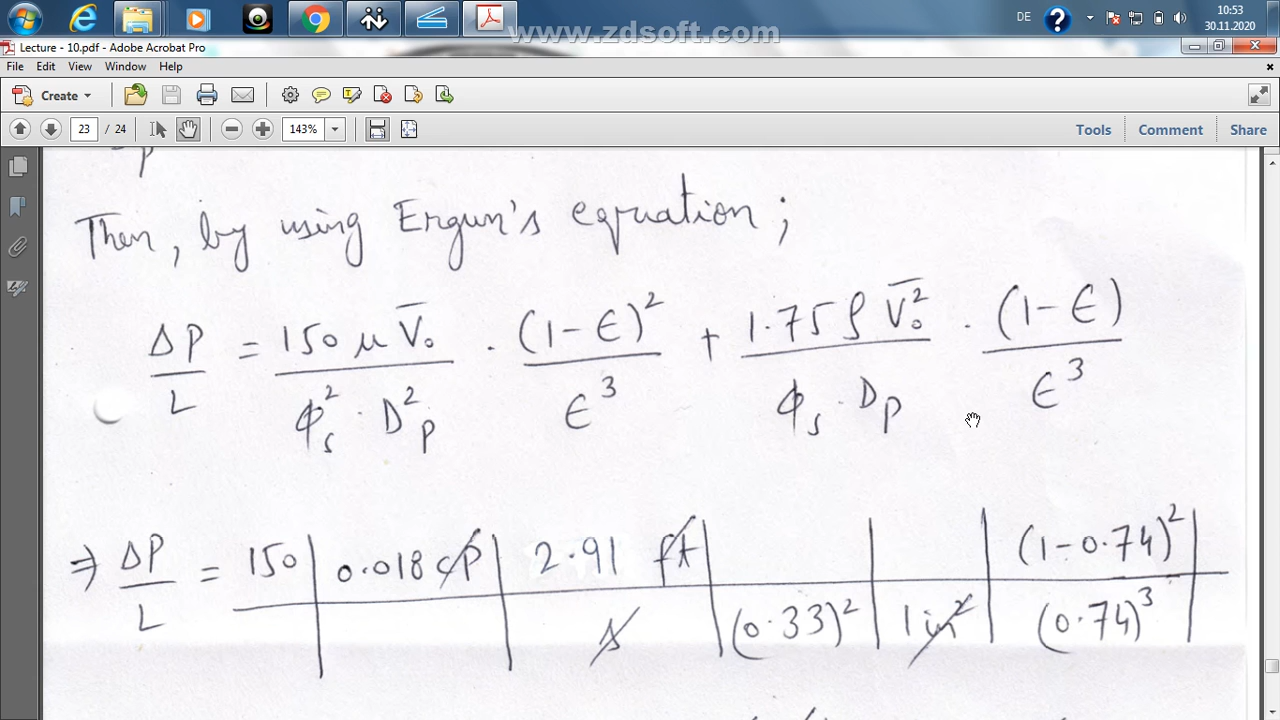 DE
10:53
30.11.2020
www.zdsoft.com
Lecture - 10.pdf - Adobe Acrobat Pro
File Edit View Window Help
Create
23 / 24
143%
Tools Comment Share
p
Then, by using Ergun's equation ;
ΔP/L = 150 μ V̄₀ / Φₛ² · Dₚ² · (1 - ϵ)² / ϵ³ + 1.75 ρ V̄₀² / Φₛ · Dₚ · (1 - ϵ) / ϵ³
⇒ ΔP/L = 150 | 0.018 cP | 2.91 ft / s | / (0.33)² | / 1 in² | (1 - 0.74)² / (0.74)³ |